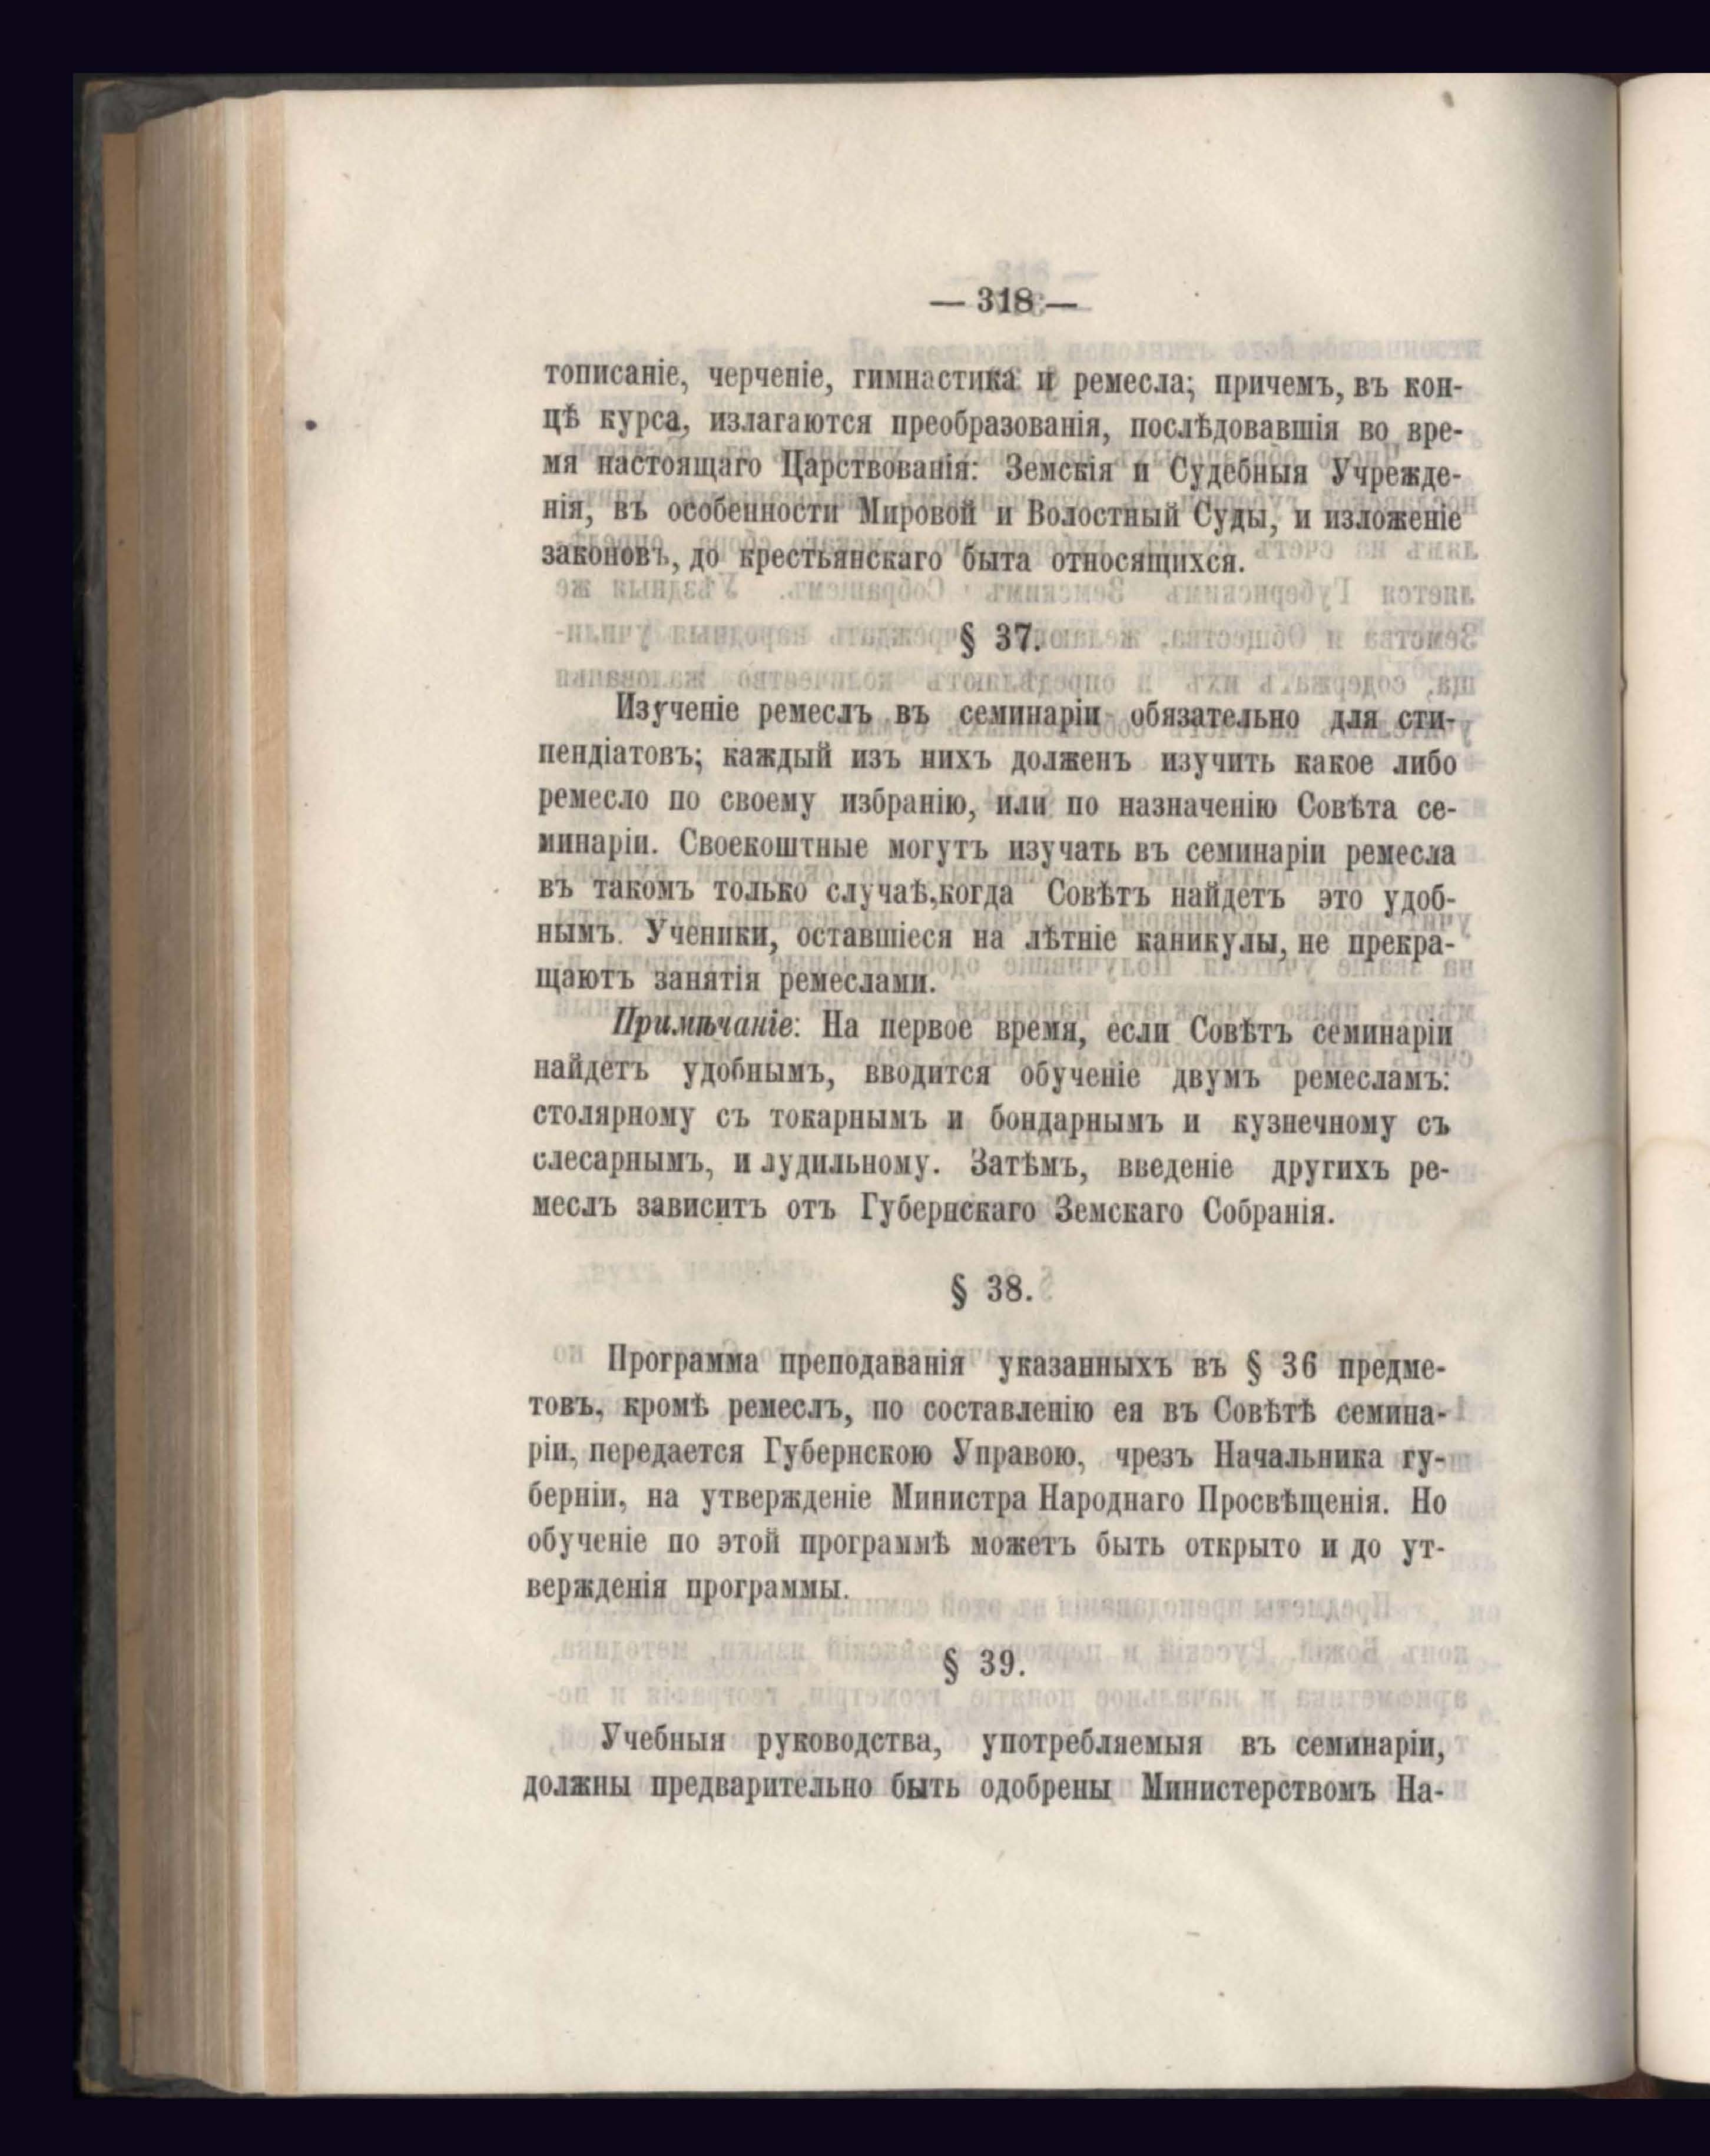 — 318 —
тописаніе, черченіе, гимнастика и ремесла; причемъ, въ кон-
цѣ курса, излагаются преобразованія, послѣдовавшія во вре-
мя настоящаго Царствованія: Земскія и Судебныя Учрежде-
нія, въ особенности Мировой и Волостный Суды, и изложеніе
законовъ, до крестьянскаго быта относящихся.
§ 37.
Изученіе ремеслъ въ семинаріи обязательно для сти-
пендіатовъ; каждый изъ нихъ долженъ изучить какое либо
ремесло по своему избранію, или по назначенію Совѣта се-
минаріи. Своекоштные могутъ изучать въ семинаріи ремесла
въ такомъ только случаѣ,когда Совѣтъ найдетъ это удоб-
нымъ. Ученики, оставшіеся на лѣтніе каникулы, не прекра-
щаютъ занятія ремеслами.
Примѣчаніе: На первое время, если Совѣтъ семинаріи
найдетъ удобнымъ, вводится обученіе двумъ ремесламъ:
столярному съ токарнымъ и бондарнымъ и кузнечному съ
слесарнымъ, и лудильному. Затѣмъ, введеніе другихъ ре-
меслъ зависитъ отъ Губернскаго Земскаго Собранія.
§ 38.
Программа преподаванія указанныхъ въ § 36 предме-
товъ, кромѣ ремеслъ, по составленію ея въ Совѣтѣ семина-
ріи, передается Губернскою Управою, чрезъ Начальника гу-
берніи, на утвержденіе Министра Народнаго Просвѣщенія. Но
обученіе по этой программѣ можетъ быть открыто и до ут-
вержденія программы.
§ 39.
Учебныя руководства, употребляемыя въ семинаріи,
должны предварительно быть одобрены Министерствомъ На-